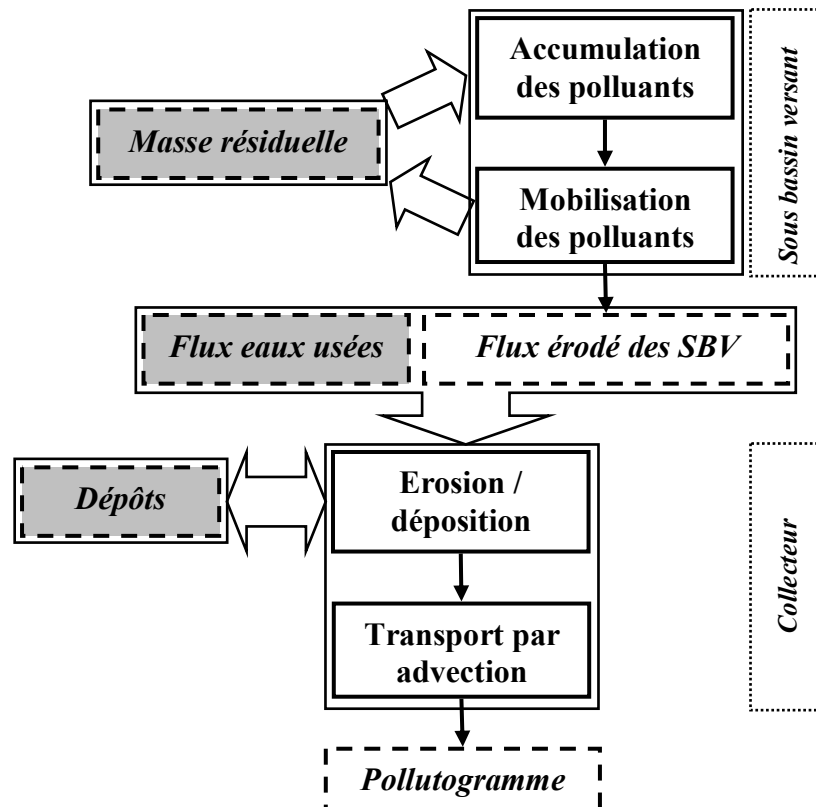 Accumulation
des polluants
Masse résiduelle
Mobilisation
des polluants
Sous bassin versant
Flux eaux usées
Flux érodé des SBV
Erosion /
déposition
Dépôts
Transport par
advection
Collecteur
Pollutogramme